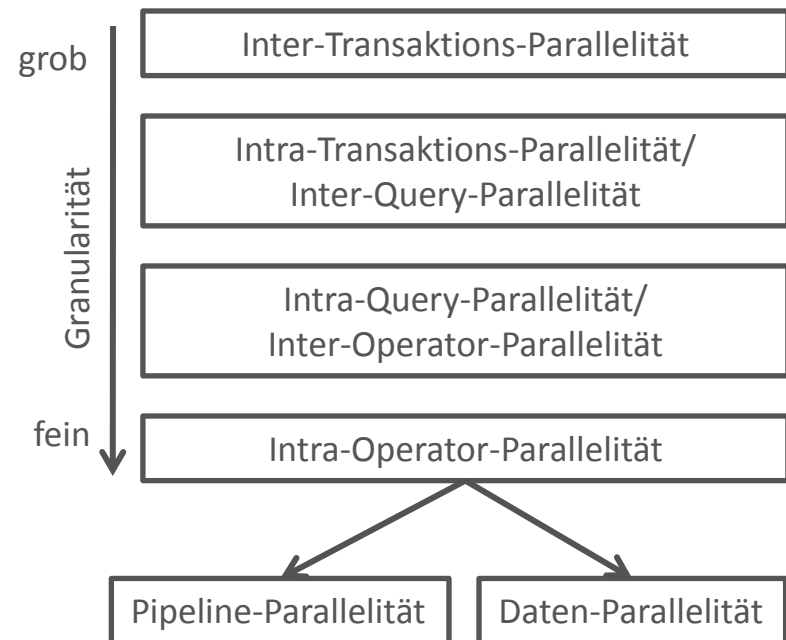 grob
Inter-Transaktions-Parallelität
Granularität
Intra-Transaktions-Parallelität/
Inter-Query-Parallelität
Intra-Query-Parallelität/
Inter-Operator-Parallelität
fein
Intra-Operator-Parallelität
Pipeline-Parallelität
Daten-Parallelität